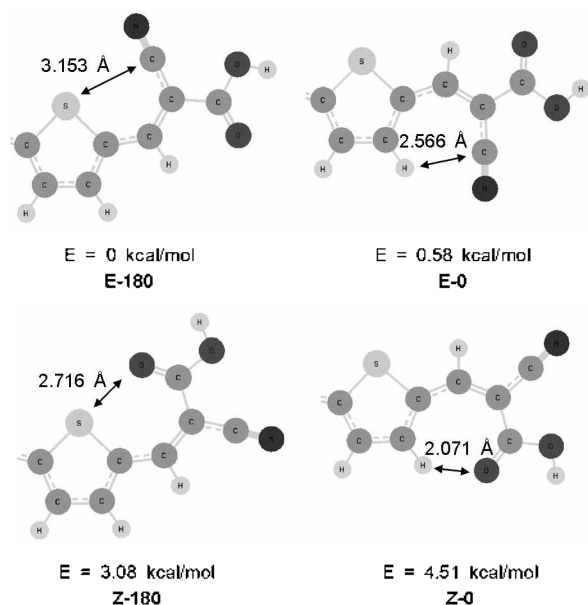 3.153 Å
N
C
O
H
S
C
C
O
C
C
C
C
C
H
H
H
H
O
S
C
C
C
O
H
2.566 Å
C
C
C
C
H
H
N
E = 0 kcal/mol
E-180
E = 0.58 kcal/mol
E-0
H
O
O
2.716 Å
C
S
C
C
N
C
C
C
C
C
H
H
H
H
N
S
C
C
C
C
C
C
C
C
O
2.071 Å
H
H
O
H
E = 3.08 kcal/mol
Z-180
E = 4.51 kcal/mol
Z-0